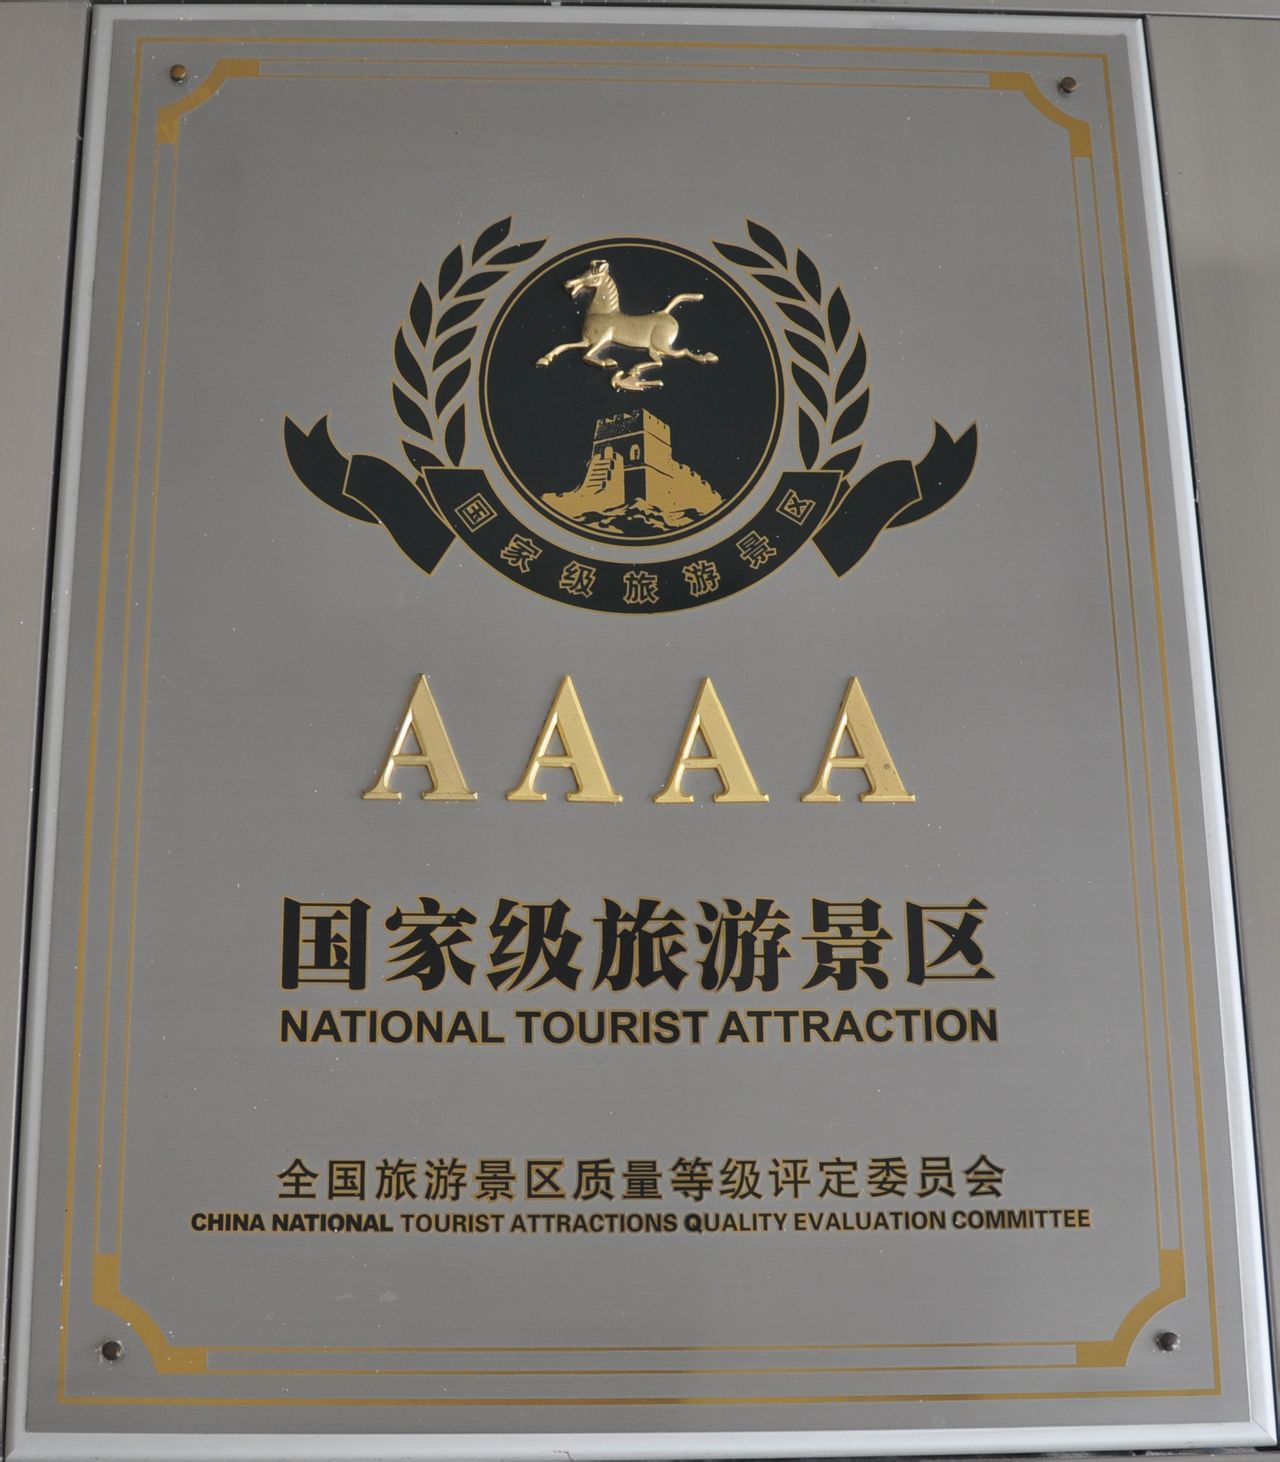 国家级旅游景区
AAAA
国家级旅游景区
NATIONAL TOURIST ATTRACTION
全国旅游景区质量等级评定委员会
CHINA NATIONAL TOURIST ATTRACTIONS QUALITY EVALUATION COMMITTEE